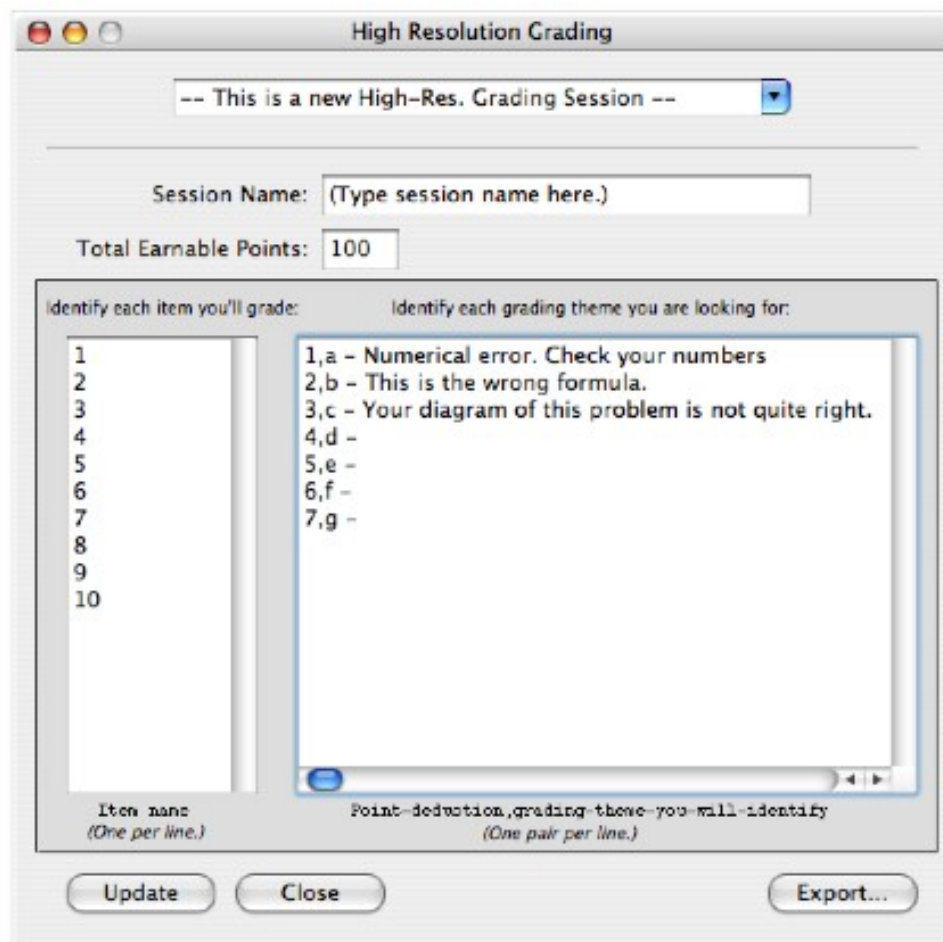 High Resolution Grading
-- This is a new High-Res. Grading Session --
Session Name: (Type session name here.)
Total Earnable Points: 100
Identify each item you'll grade:
1
2
3
4
5
6
7
8
9
10
Item name
(One per line.)
Identify each grading theme you are looking for:
1,a - Numerical error. Check your numbers
2,b - This is the wrong formula.
3,c - Your diagram of this problem is not quite right.
4,d -
5,e -
6,f -
7,g -
Point-deduction,grading-theme-you-will-identify
(One pair per line.)
Update
Close
Export...